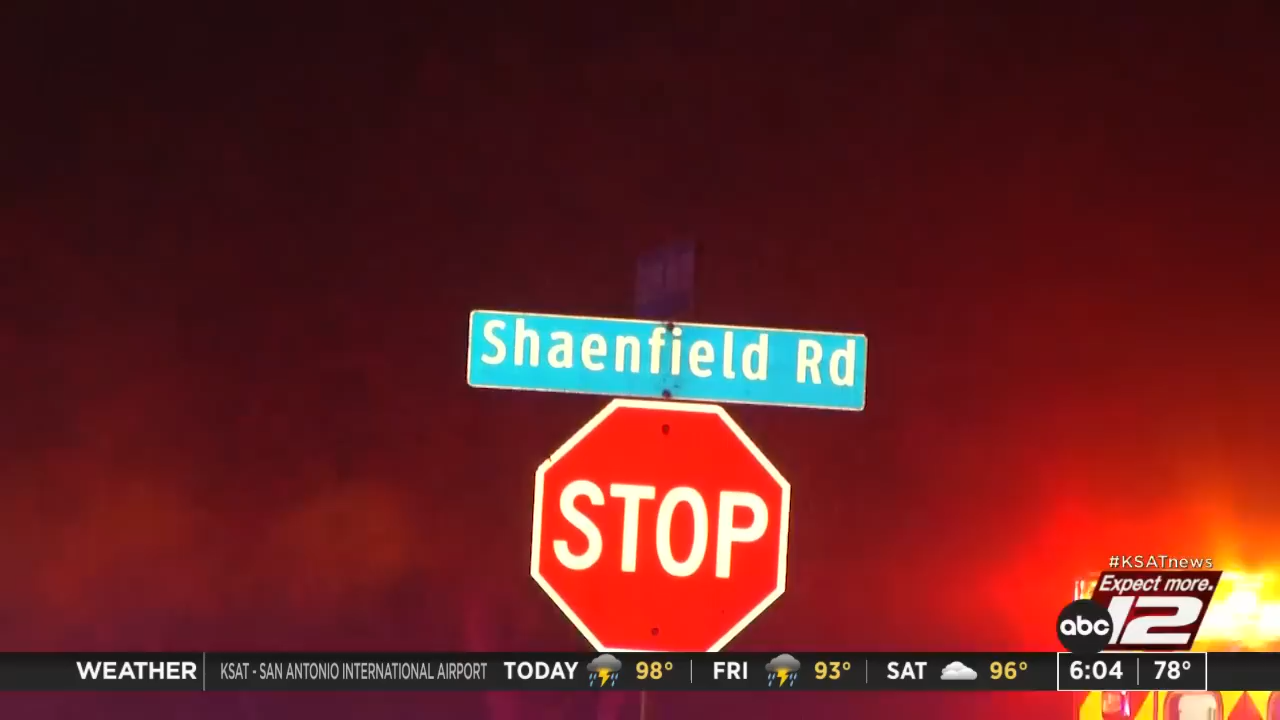 Shaenfield Rd
STOP
#KSATnews
Expect more.
abc 12
WEATHER KSAT - SAN ANTONIO INTERNATIONAL AIRPORT TODAY 98° FRI 93° SAT 96° 6:04 78°